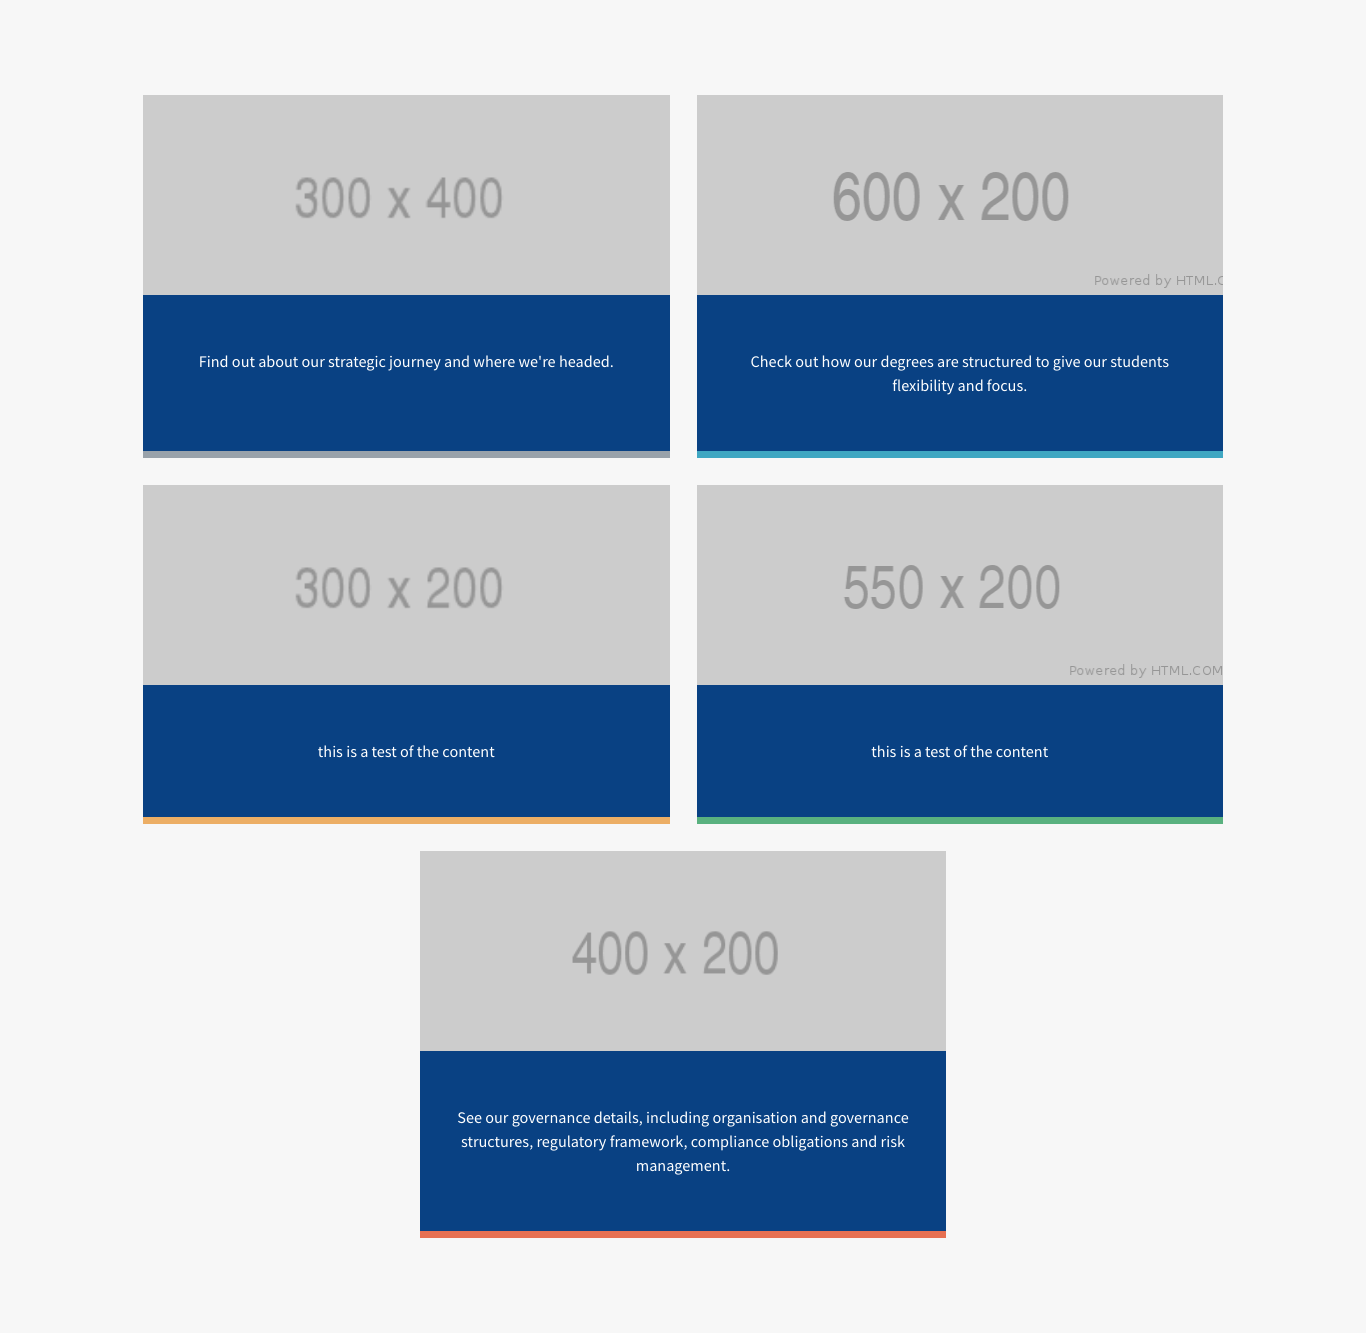 300 x 400
600 x 200
Powered by HTML.C
Find out about our strategic journey and where we're headed.
Check out how our degrees are structured to give our students
flexibility and focus.
300 x 200
550 x 200
Powered by HTML.COM
this is a test of the content
this is a test of the content
400 x 200
See our governance details, including organisation and governance
structures, regulatory framework, compliance obligations and risk
management.